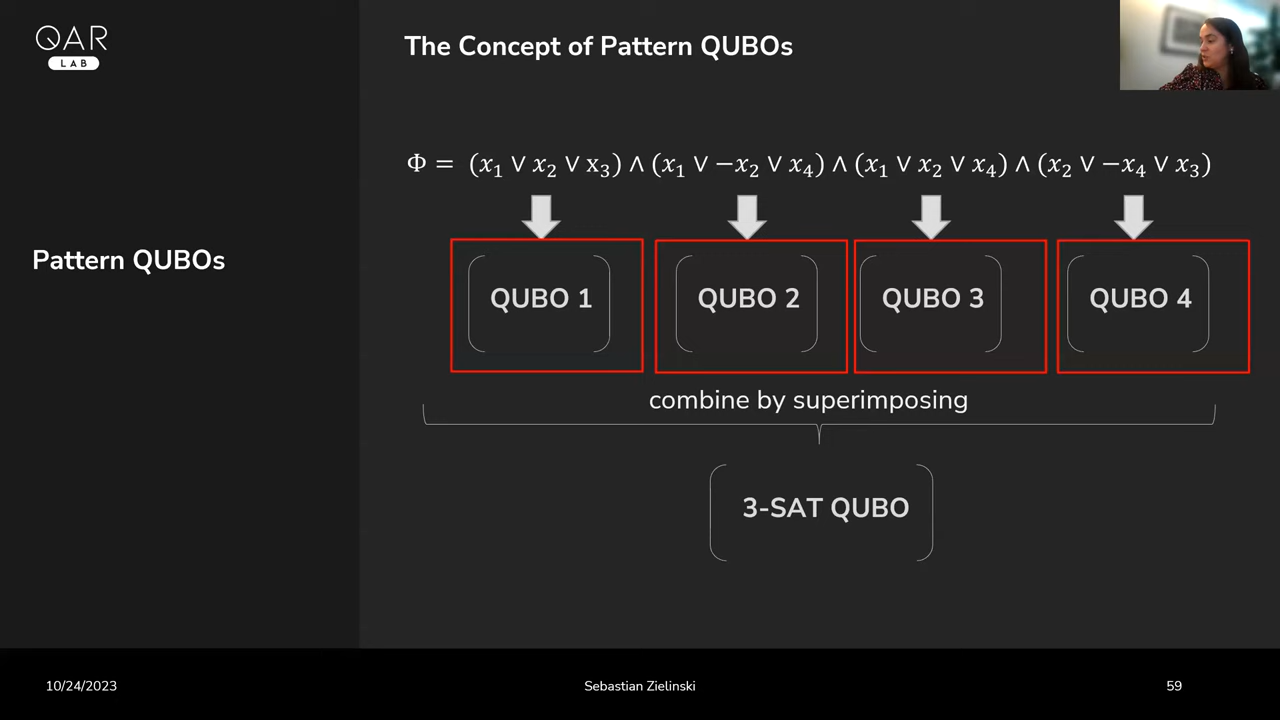 QAR
LAB
The Concept of Pattern QUBOs
Φ = (x₁ ∨ x₂ ∨ x₃) ∧ (x₁ ∨ −x₂ ∨ x₄) ∧ (x₁ ∨ x₂ ∨ x₄) ∧ (x₂ ∨ −x₄ ∨ x₃)
Pattern QUBOs
QUBO 1 QUBO 2 QUBO 3 QUBO 4
combine by superimposing
3-SAT QUBO
10/24/2023 Sebastian Zielinski 59